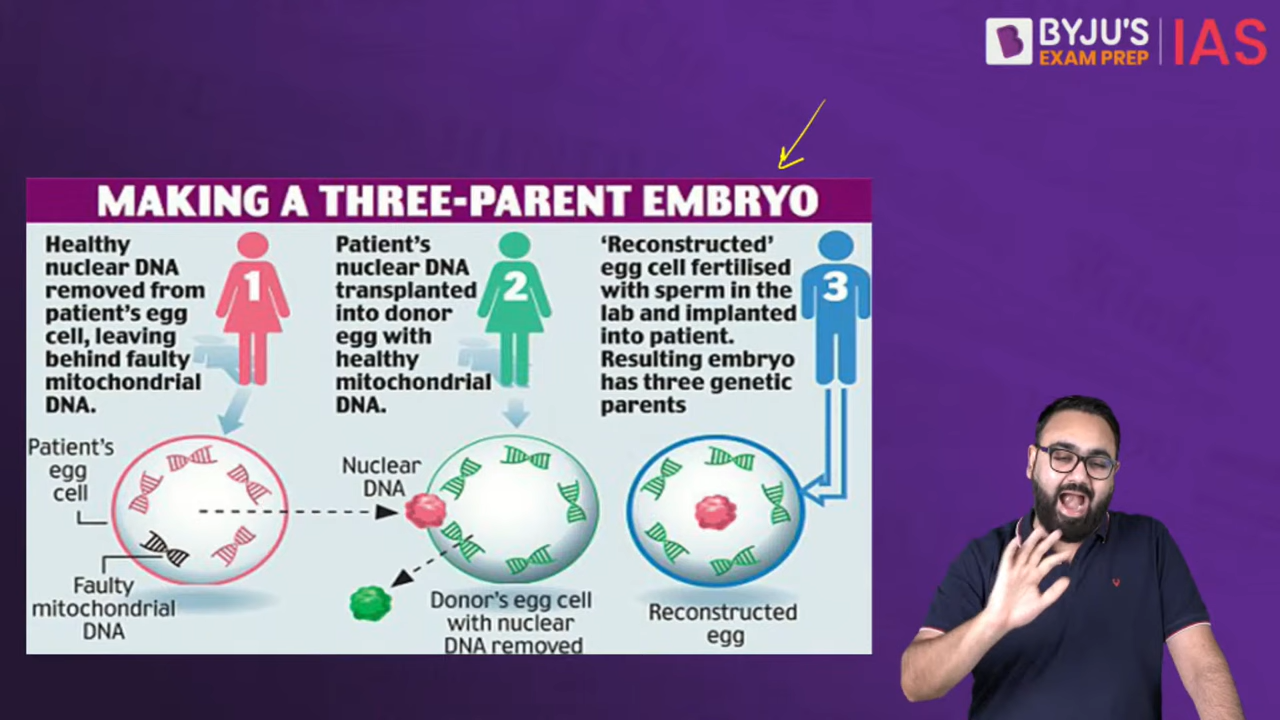 BYJU'S
EXAM PREP
IAS
MAKING A THREE-PARENT EMBRYO
Healthy
nuclear DNA
removed from
patient's egg
cell, leaving
behind faulty
mitochondrial
DNA.
1
Patient's
nuclear DNA
transplanted
into donor
egg with
healthy
mitochondrial
DNA.
2
'Reconstructed'
egg cell fertilised
with sperm in the
lab and implanted
into patient.
Resulting embryo
has three genetic
parents
3
Patient's
egg
cell
Faulty
mitochondrial
DNA
Nuclear
DNA
Donor's egg cell
with nuclear
DNA removed
Reconstructed
egg